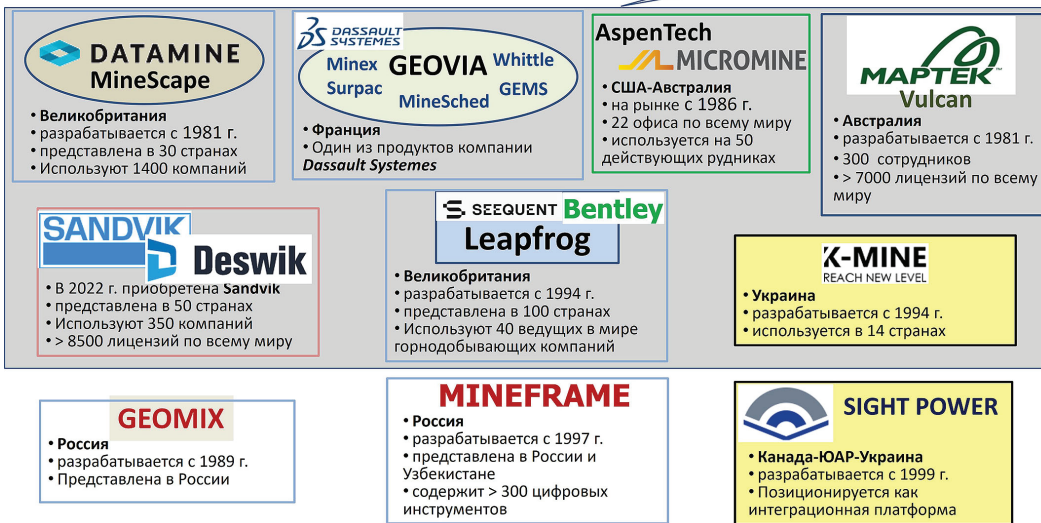 DATAMINE
MineScape
• Великобритания
• разрабатывается с 1981 г.
• представлена в 30 странах
• Используют 1400 компаний
DASSAULT
SYSTEMES
Minex GEOVIA Whittle
Surpac MineSched GEMS
• Франция
• Один из продуктов компании
Dassault Systemes
AspenTech
MICROMINE
• США-Австралия
• на рынке с 1986 г.
• 22 офиса по всему миру
• используется на 50
действующих рудниках
MAPTEK™
Vulcan
• Австралия
• разрабатывается с 1981 г.
• 300 сотрудников
• > 7000 лицензий по всему
миру
SANDVIK
Deswik
• В 2022 г. приобретена Sandvik
• представлена в 50 странах
• Используют 350 компаний
• > 8500 лицензий по всему миру
SEEQUENT Bentley
Leapfrog
• Великобритания
• разрабатывается с 1994 г.
• представлена в 100 странах
• Используют 40 ведущих в мире
горнодобывающих компаний
K-MINE
REACH NEW LEVEL
• Украина
• разрабатывается с 1994 г.
• используется в 14 странах
GEOMIX
• Россия
• разрабатывается с 1989 г.
• Представлена в России
MINEFRAME
• Россия
• разрабатывается с 1997 г.
• представлена в России и
Узбекистане
• содержит > 300 цифровых
инструментов
SIGHT POWER
• Канада-ЮАР-Украина
• разрабатывается с 1999 г.
• Позиционируется как
интеграционная платформа